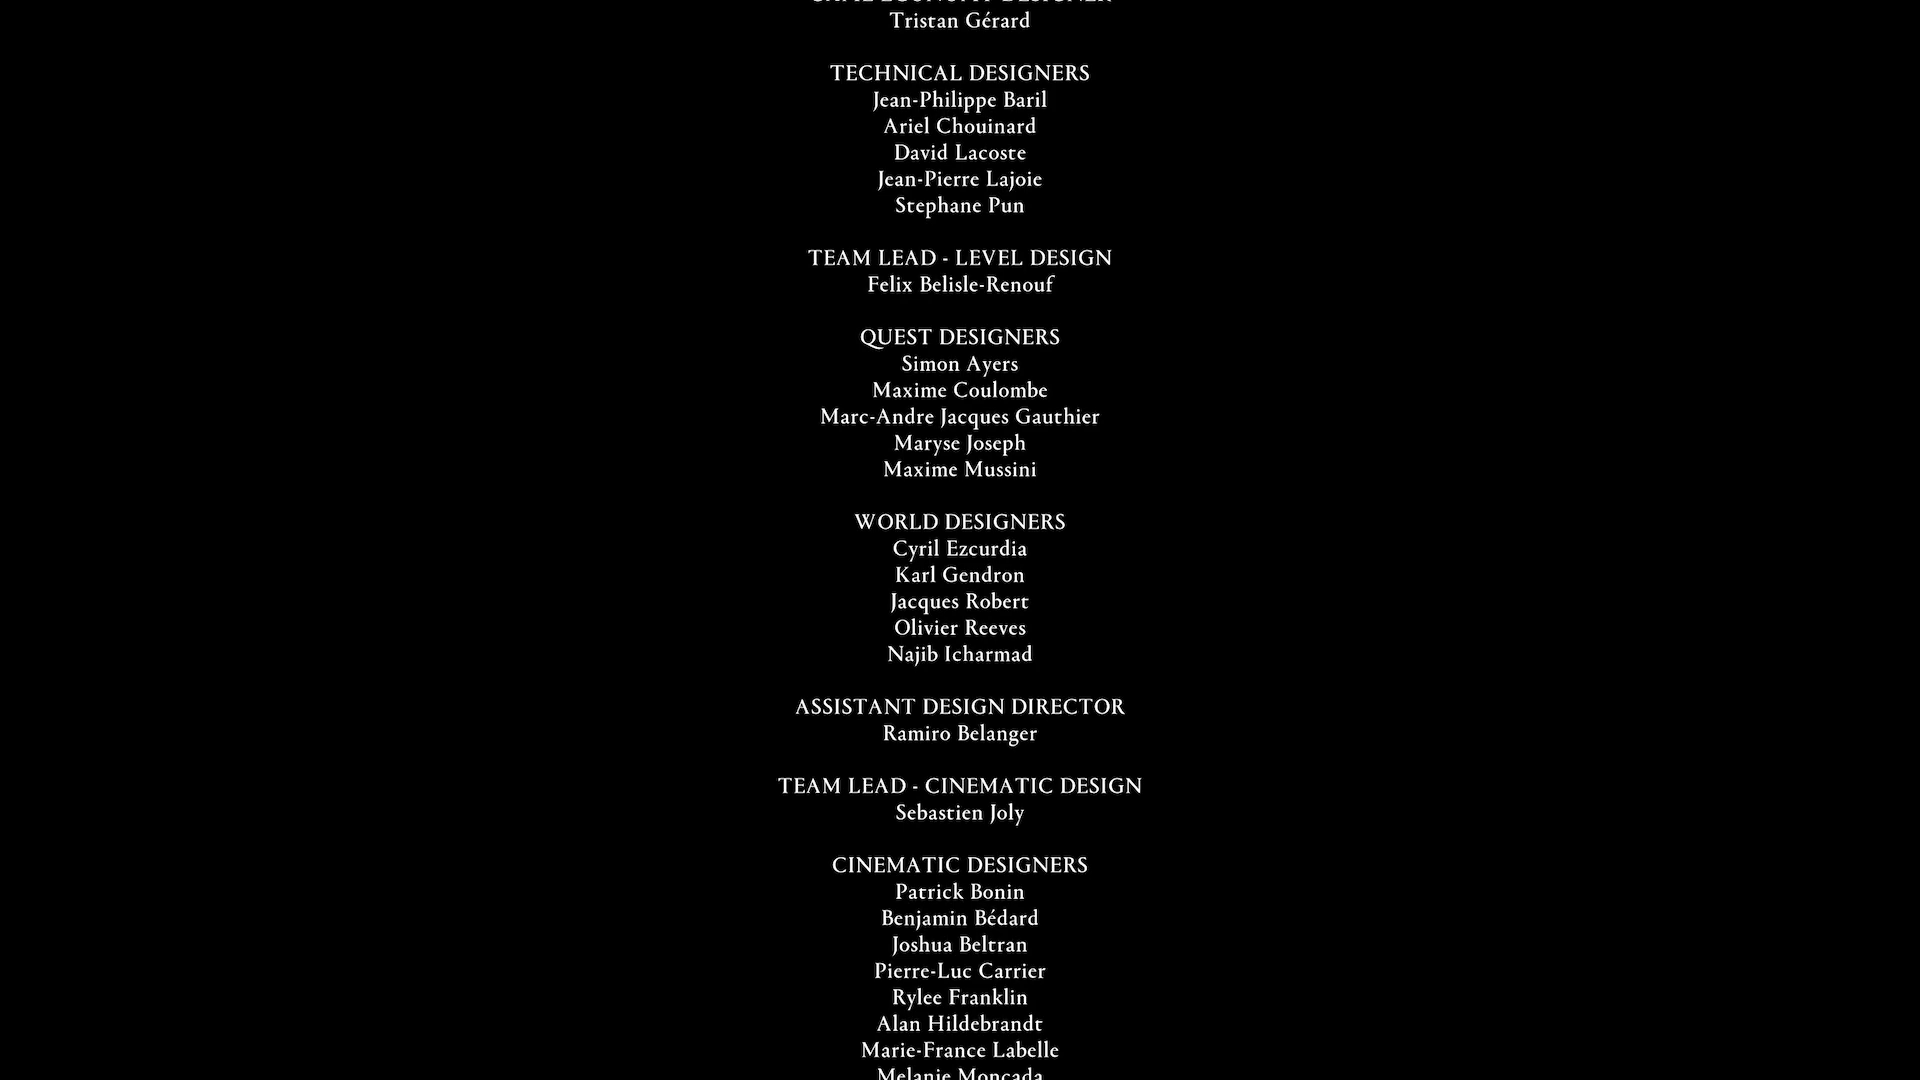 Tristan Gérard
TECHNICAL DESIGNERS
Jean-Philippe Baril
Ariel Chouinard
David Lacoste
Jean-Pierre Lajoie
Stephane Pun
TEAM LEAD - LEVEL DESIGN
Felix Belisle-Renouf
QUEST DESIGNERS
Simon Ayers
Maxime Coulombe
Marc-Andre Jacques Gauthier
Maryse Joseph
Maxime Mussini
WORLD DESIGNERS
Cyril Ezcurdia
Karl Gendron
Jacques Robert
Olivier Reeves
Najib Icharmad
ASSISTANT DESIGN DIRECTOR
Ramiro Belanger
TEAM LEAD - CINEMATIC DESIGN
Sebastien Joly
CINEMATIC DESIGNERS
Patrick Bonin
Benjamin Bédard
Joshua Beltran
Pierre-Luc Carrier
Rylee Franklin
Alan Hildebrandt
Marie-France Labelle
Melanie Moncada